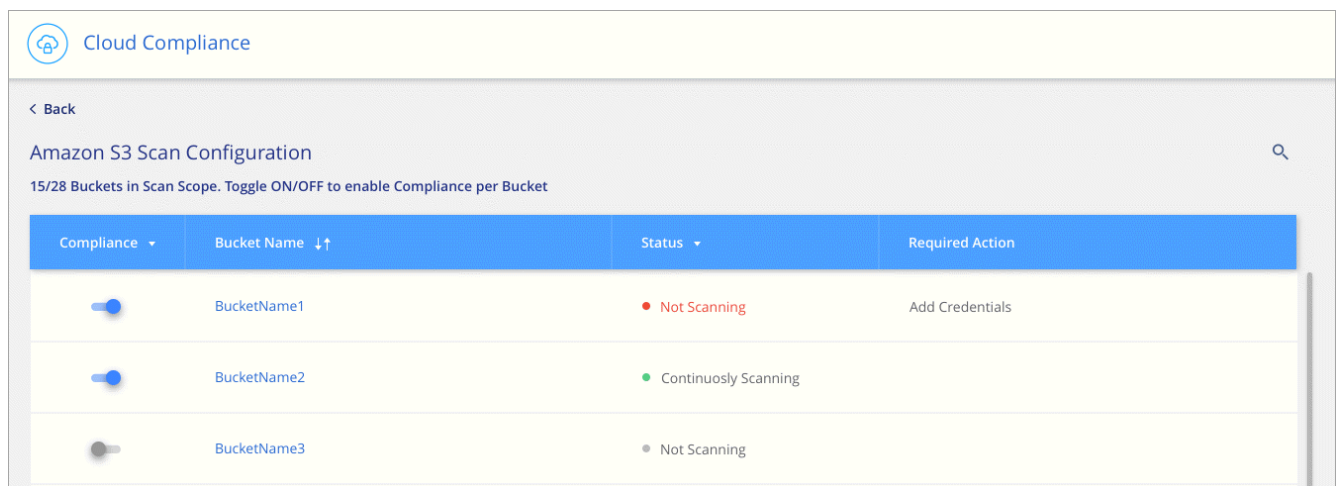 Cloud Compliance
< Back
Amazon S3 Scan Configuration
15/28 Buckets in Scan Scope. Toggle ON/OFF to enable Compliance per Bucket
Compliance Bucket Name Status Required Action
BucketName1 Not Scanning Add Credentials
BucketName2 Continuosly Scanning
BucketName3 Not Scanning